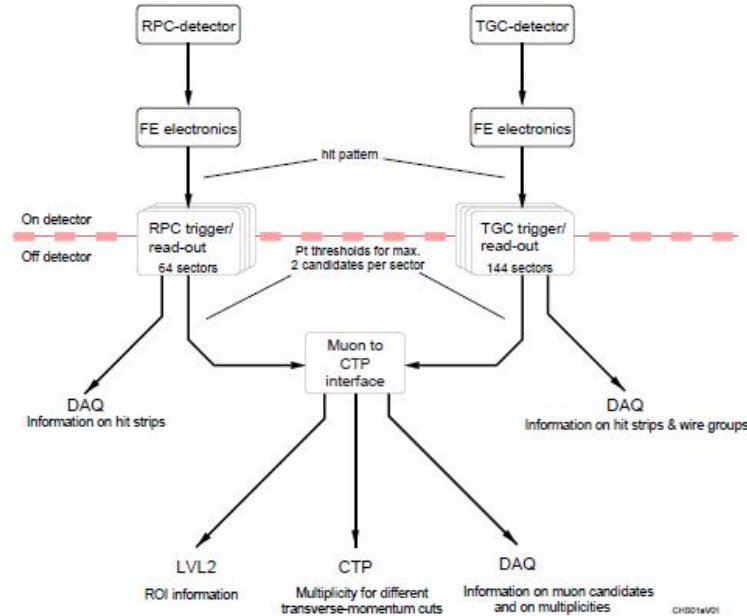 RPC-detector
TGC-detector
FE electronics
FE electronics
hit pattern
On detector
Off detector
RPC trigger/
read-out
64 sectors
Pt thresholds for max.
2 candidates per sector
TGC trigger/
read-out
144 sectors
Muon to
CTP
interface
DAQ
Information on hit strips
DAQ
Information on hit strips & wire groups
LVL2
ROI information
CTP
Multiplicity for different
transverse-momentum cuts
DAQ
Information on muon candidates
and on multiplicities
CHS01aV01